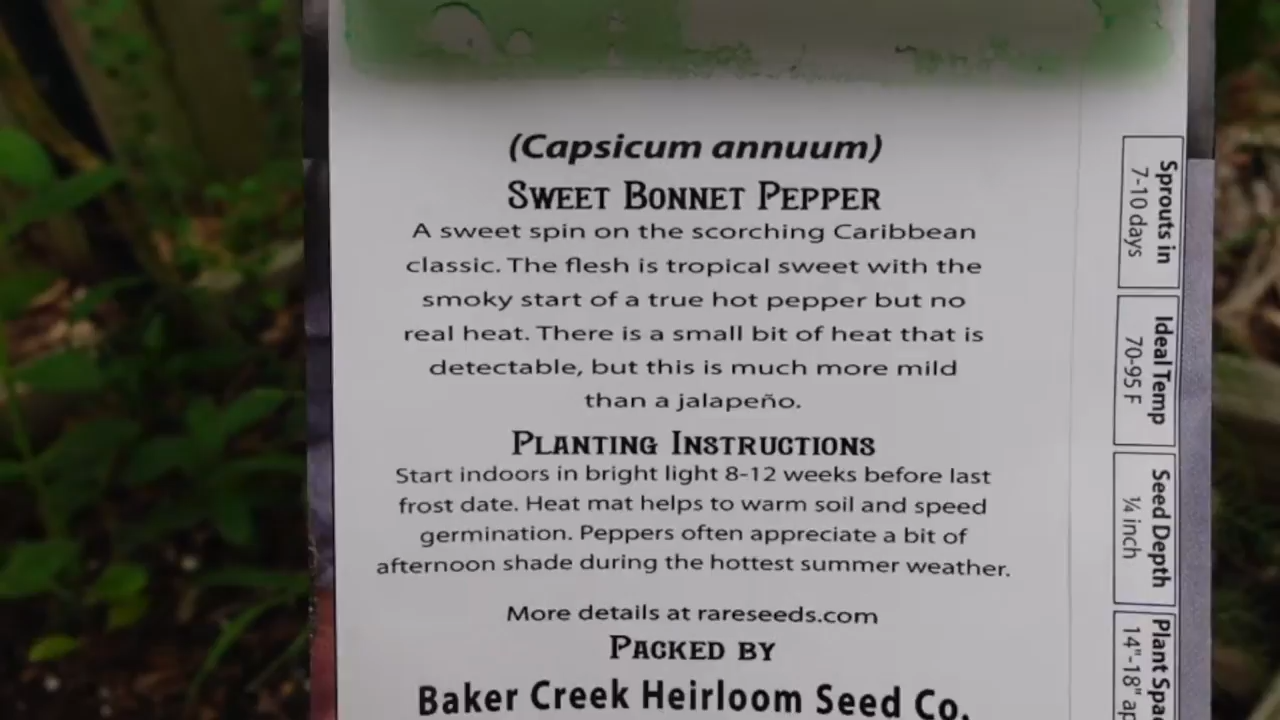 (Capsicum annuum)
Sweet Bonnet Pepper
A sweet spin on the scorching Caribbean
classic. The flesh is tropical sweet with the
smoky start of a true hot pepper but no
real heat. There is a small bit of heat that is
detectable, but this is much more mild
than a jalapeño.
Planting Instructions
Start indoors in bright light 8-12 weeks before last
frost date. Heat mat helps to warm soil and speed
germination. Peppers often appreciate a bit of
afternoon shade during the hottest summer weather.
More details at rareseeds.com
Packed by
Baker Creek Heirloom Seed Co.
Sprouts in
7-10 days
Ideal Temp
70-95 F
Seed Depth
¼ inch
Plant
14"-18"